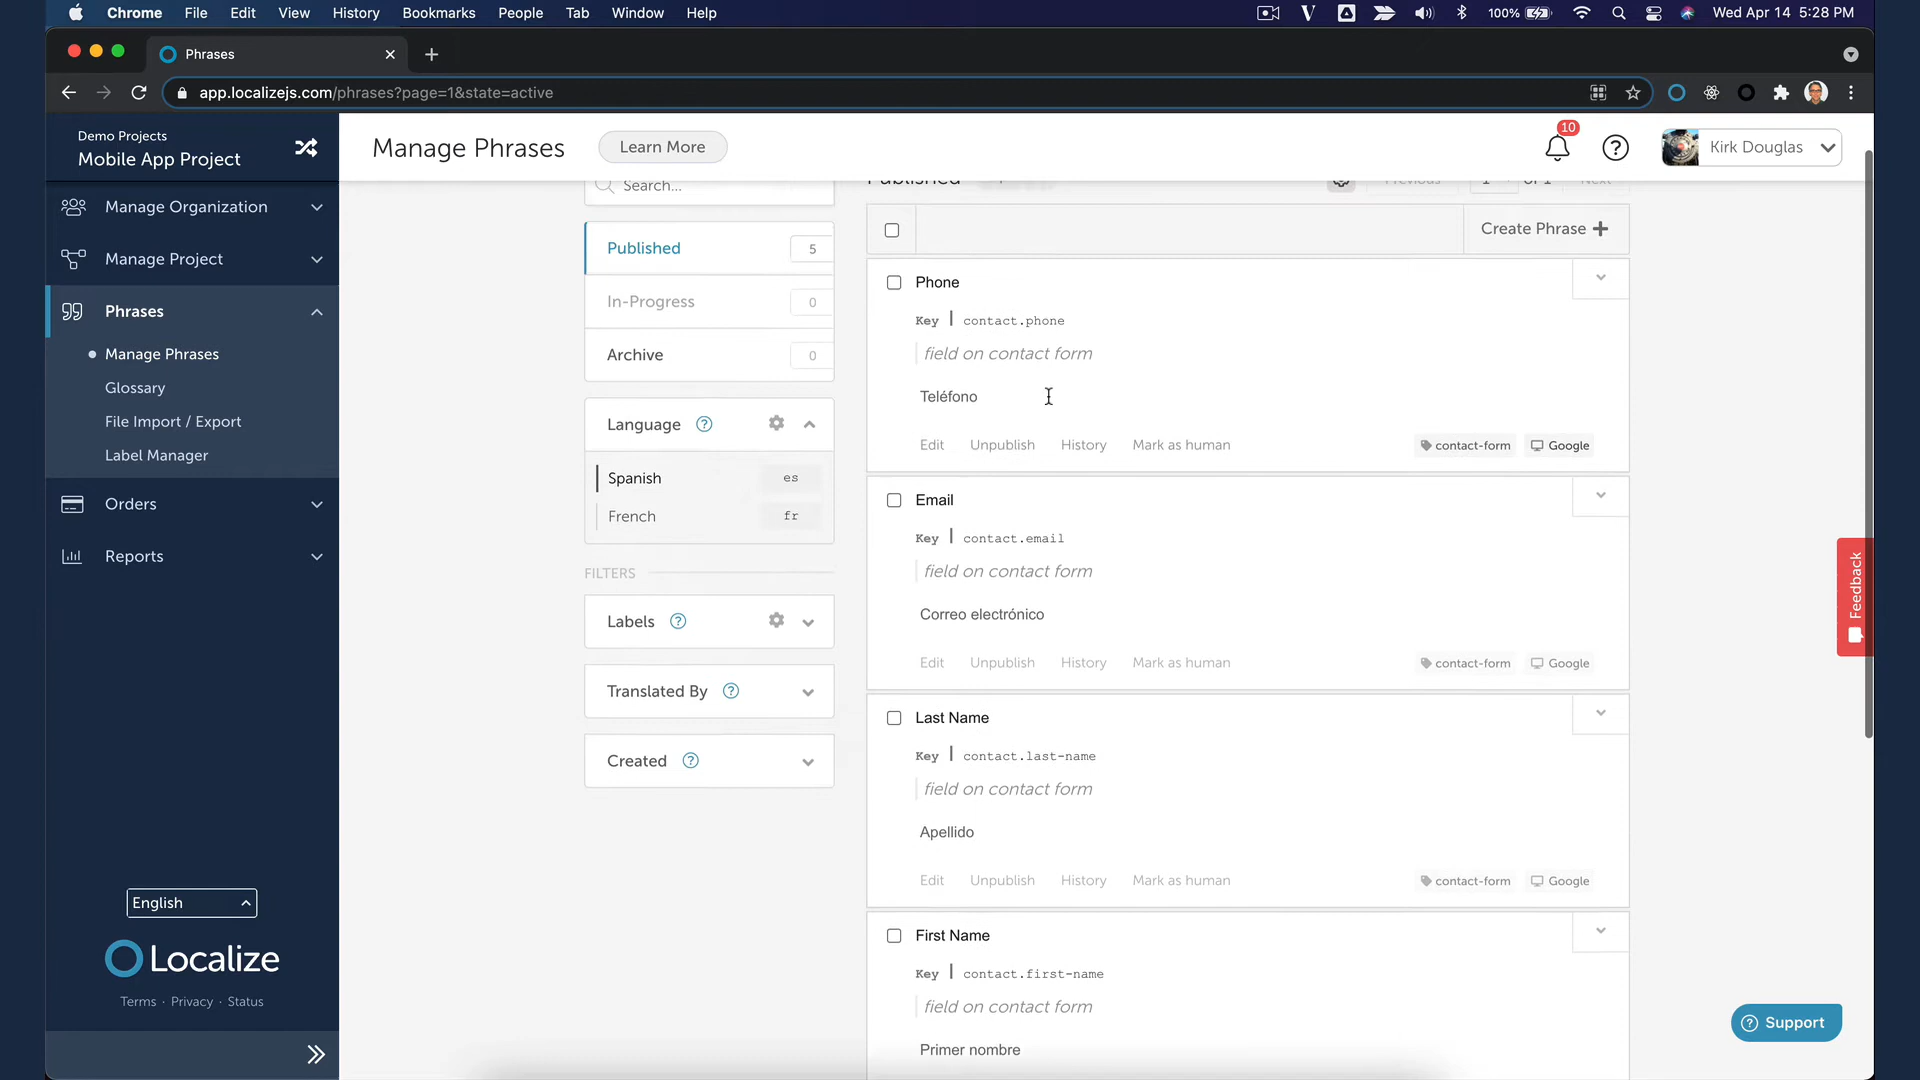 Chrome File Edit View History Bookmarks People Tab Window Help
100% Wed Apr 14 5:28 PM
Phrases
app.localizejs.com/phrases?page=1&state=active
Demo Projects
Mobile App Project
Manage Phrases
Learn More
10
Kirk Douglas
Manage Organization
Manage Project
Phrases
Manage Phrases
Glossary
File Import / Export
Label Manager
Orders
Reports
English
Localize
Terms · Privacy · Status
Search...
Published 5
In-Progress 0
Archive 0
Language
Spanish es
French fr
FILTERS
Labels
Translated By
Created
Published
Previous 1 of 1 Next
Create Phrase
Phone
Key contact.phone
field on contact form
Teléfono
Edit Unpublish History Mark as human contact-form Google
Email
Key contact.email
field on contact form
Correo electrónico
Edit Unpublish History Mark as human contact-form Google
Last Name
Key contact.last-name
field on contact form
Apellido
Edit Unpublish History Mark as human contact-form Google
First Name
Key contact.first-name
field on contact form
Primer nombre
Feedback
Support